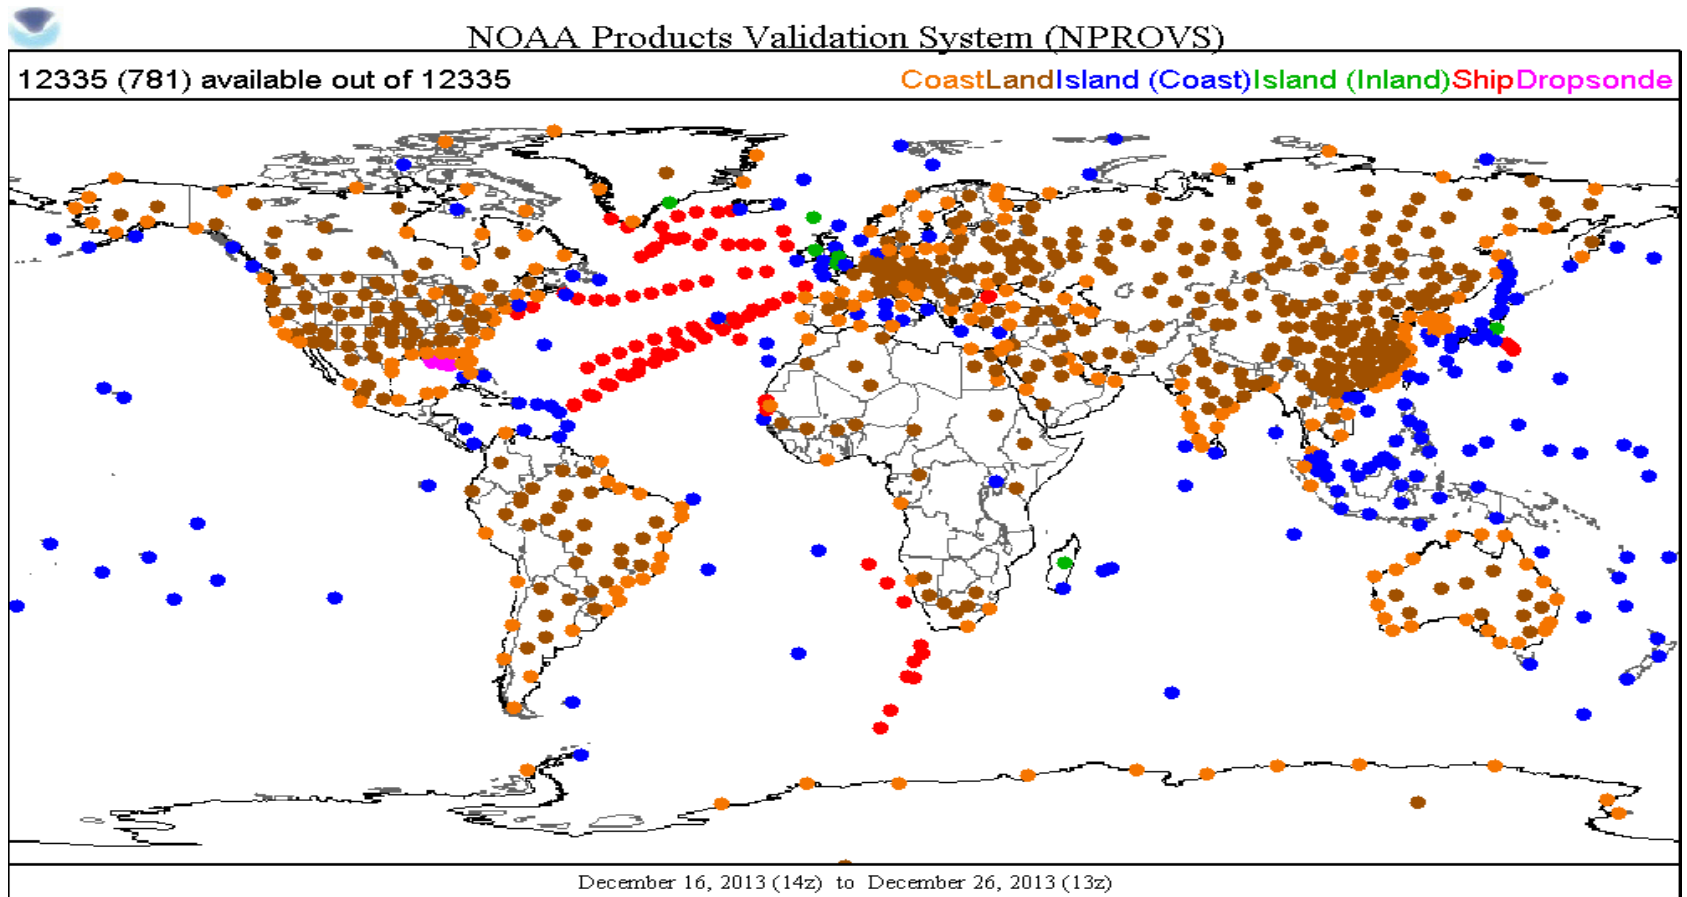 NOAA Products Validation System (NPROVS)
12335 (781) available out of 12335
CoastLandIsland (Coast)Island (Inland)ShipDropsonde
December 16, 2013 (14z) to December 26, 2013 (13z)